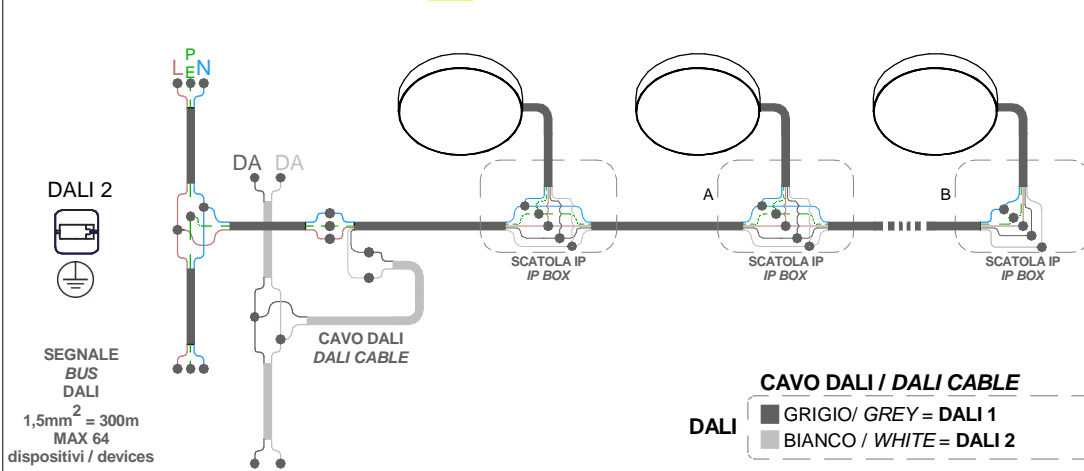 L PE N
DA DA
DALI 2
A
B
SCATOLA IP
IP BOX
SCATOLA IP
IP BOX
SCATOLA IP
IP BOX
CAVO DALI
DALI CABLE
SEGNALE
BUS
DALI
1,5mm² = 300m
MAX 64
dispositivi / devices
CAVO DALI / DALI CABLE
DALI
GRIGIO/ GREY = DALI 1
BIANCO / WHITE = DALI 2